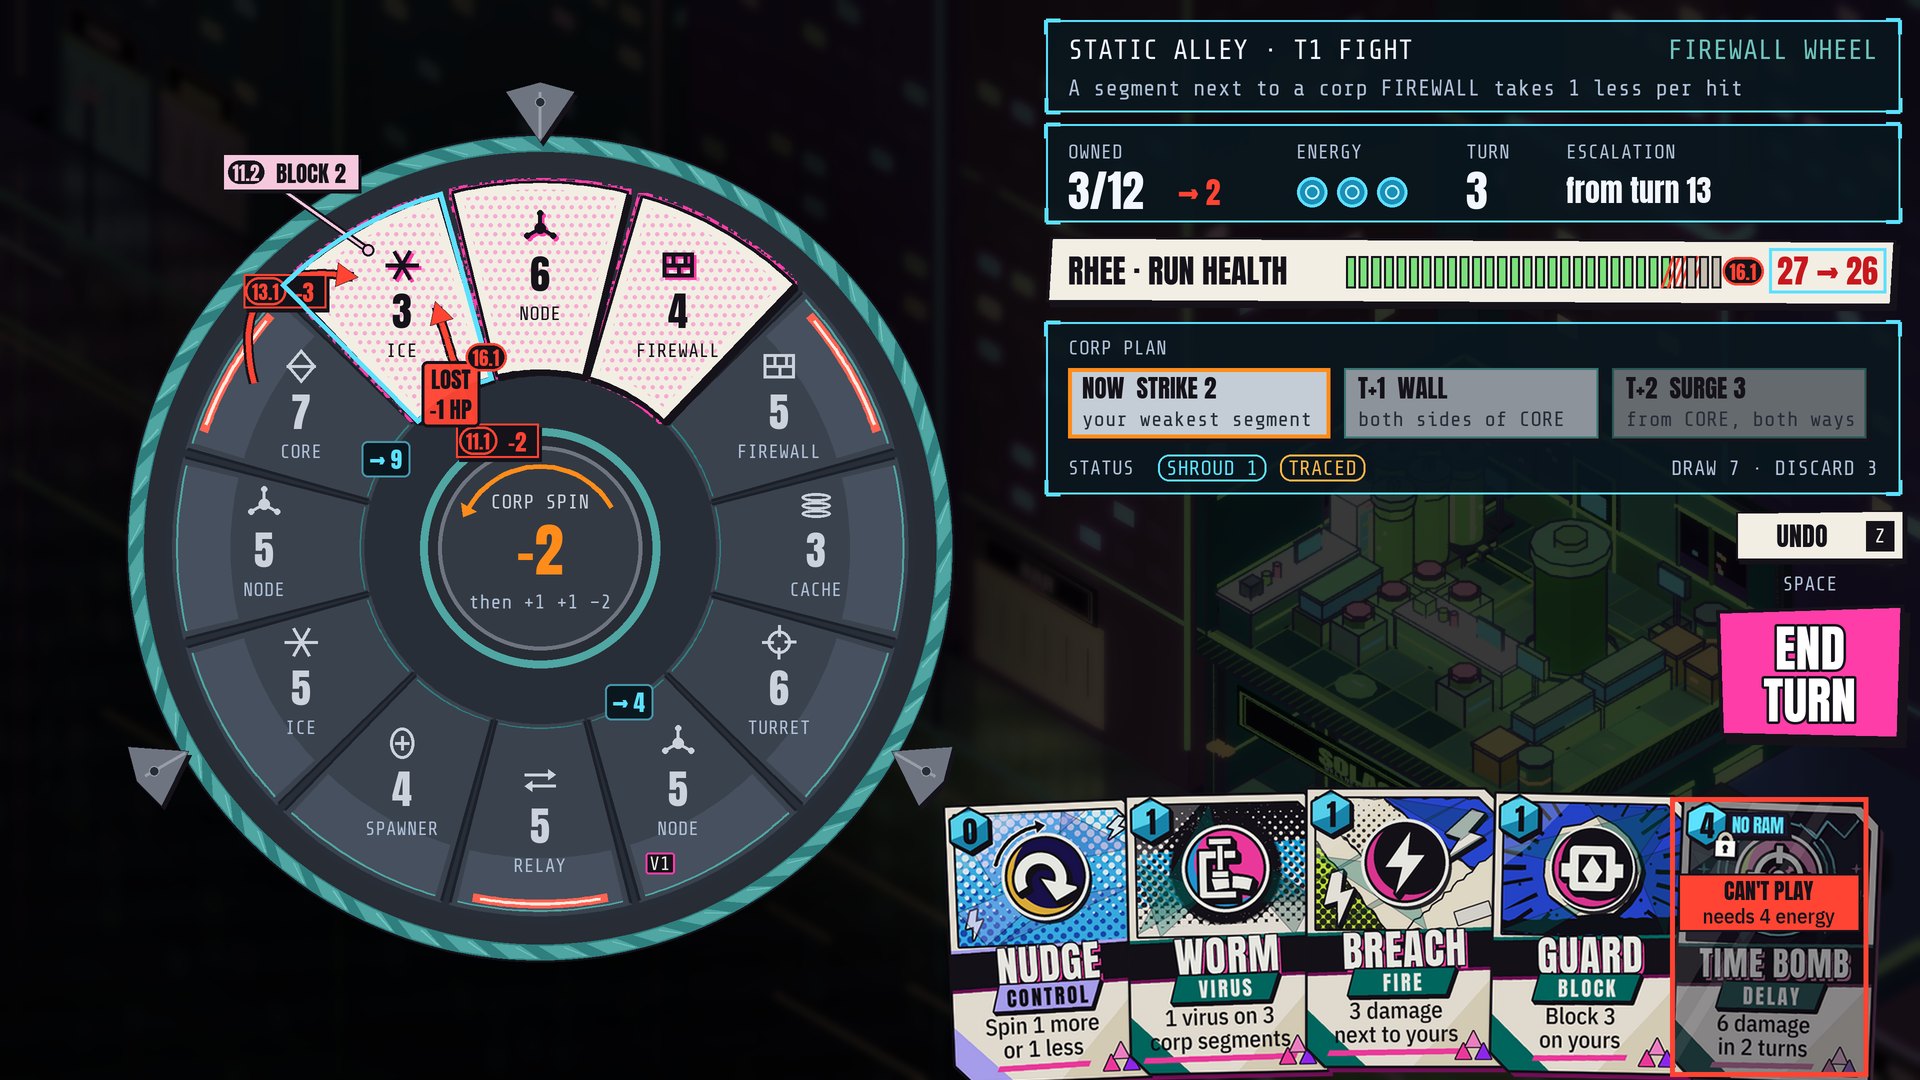 STATIC ALLEY · T1 FIGHT
FIREWALL WHEEL
A segment next to a corp FIREWALL takes 1 less per hit
OWNED
3/12 → 2
ENERGY
TURN
3
ESCALATION
from turn 13
RHEE · RUN HEALTH
16.1
27 → 26
CORP PLAN
NOW STRIKE 2
your weakest segment
T+1 WALL
both sides of CORE
T+2 SURGE 3
from CORE, both ways
STATUS
SHROUD 1
TRACED
DRAW 7 · DISCARD 3
UNDO Z
SPACE
END
TURN
11.2 BLOCK 2
13.1 -3
3
ICE
6
NODE
4
FIREWALL
16.1
LOST
-1 HP
11.1 -2
7
CORE
→ 9
5
FIREWALL
5
NODE
3
CACHE
CORP SPIN
-2
then +1 +1 -2
5
ICE
6
TURRET
→ 4
4
SPAWNER
5
RELAY
5
NODE
V1
0
NUDGE
CONTROL
Spin 1 more
or 1 less
1
WORM
VIRUS
1 virus on 3
corp segments
1
BREACH
FIRE
3 damage
next to yours
1
GUARD
BLOCK
Block 3
on yours
4 NO RAM
CAN'T PLAY
needs 4 energy
TIME BOMB
DELAY
6 damage
in 2 turns